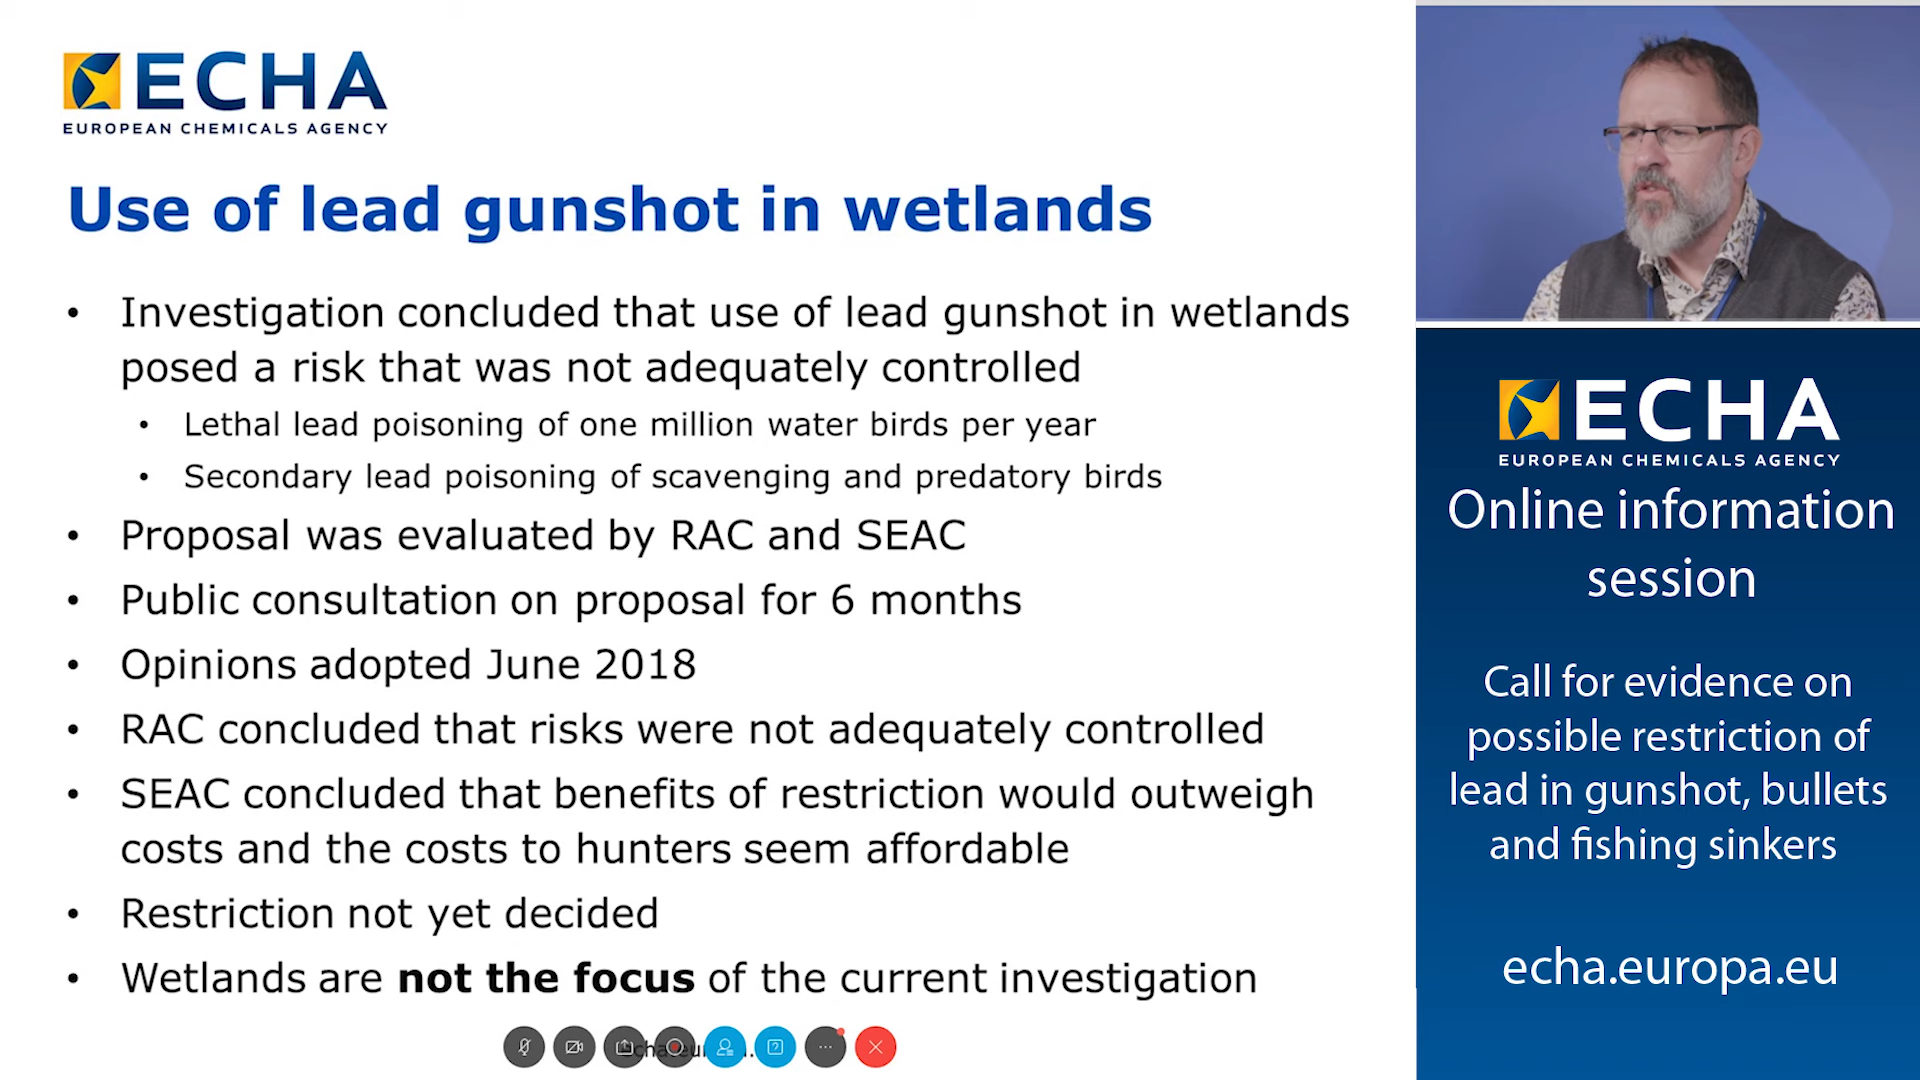 ECHA
EUROPEAN CHEMICALS AGENCY
Use of lead gunshot in wetlands
• Investigation concluded that use of lead gunshot in wetlands
posed a risk that was not adequately controlled
• Lethal lead poisoning of one million water birds per year
• Secondary lead poisoning of scavenging and predatory birds
• Proposal was evaluated by RAC and SEAC
• Public consultation on proposal for 6 months
• Opinions adopted June 2018
• RAC concluded that risks were not adequately controlled
• SEAC concluded that benefits of restriction would outweigh
costs and the costs to hunters seem affordable
• Restriction not yet decided
• Wetlands are not the focus of the current investigation
ECHA
EUROPEAN CHEMICALS AGENCY
Online information
session
Call for evidence on
possible restriction of
lead in gunshot, bullets
and fishing sinkers
echa.europa.eu